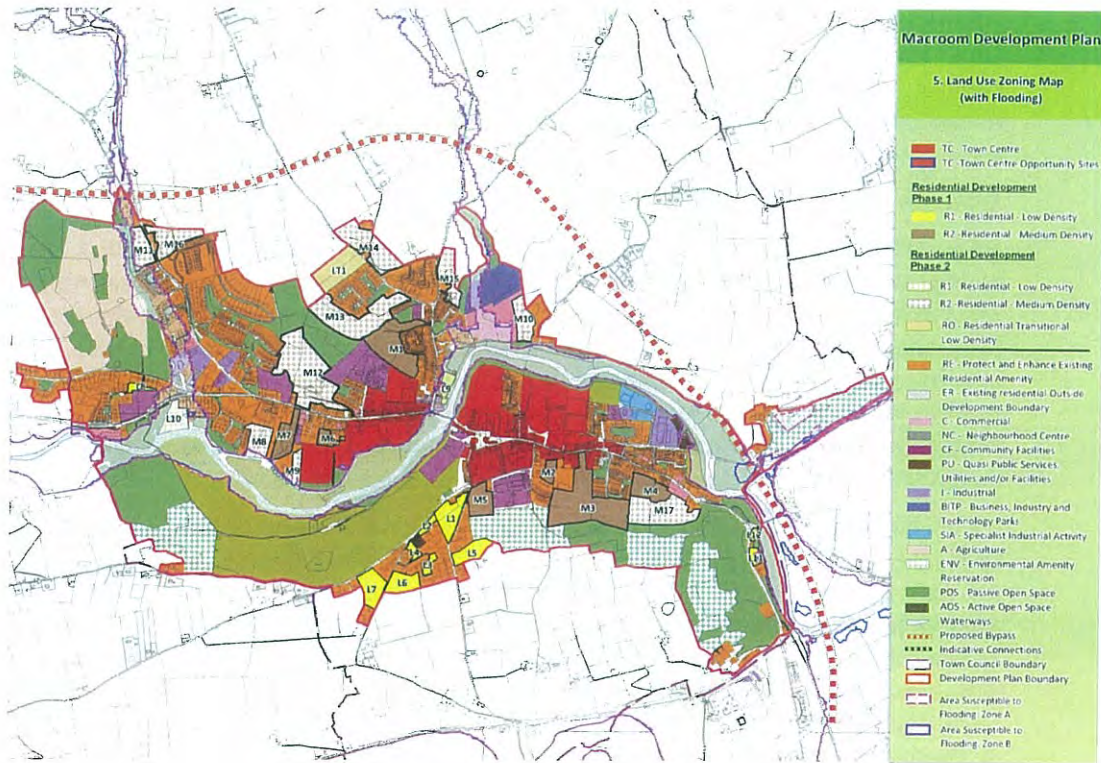 Macroom Development Plan
5. Land Use Zoning Map
(with Flooding)
TC - Town Centre
TC - Town Centre Opportunity Sites
Residential Development
Phase 1
R1 - Residential - Low Density
R2 - Residential - Medium Density
Residential Development
Phase 2
R1 - Residential - Low Density
R2 - Residential - Medium Density
RO - Residential Transitional
Low Density
RE - Protect and Enhance Existing
Residential Amenity
ER - Existing residential Outside
Development Boundary
C - Commercial
NC - Neighbourhood Centre
CF - Community Facilities
PU - Quasi Public Services
Utilities and/or Facilities
I - Industrial
BITP - Business, Industry and
Technology Parks
SIA - Specialist Industrial Activity
A - Agriculture
ENV - Environmental Amenity
Reservation
POS - Passive Open Space
AOS - Active Open Space
Waterways
Proposed Bypass
Indicative Connections
Town Council Boundary
Development Plan Boundary
Area Susceptible to
Flooding: Zone A
Area Susceptible to
Flooding: Zone B
M11
M16
M14
LT1
M15
M13
M10
M1
M12
L10
M8
M7
M6
M9
M2
M5
M3
M4
M17
L1
L2
L4
L3
L5
L6
L7